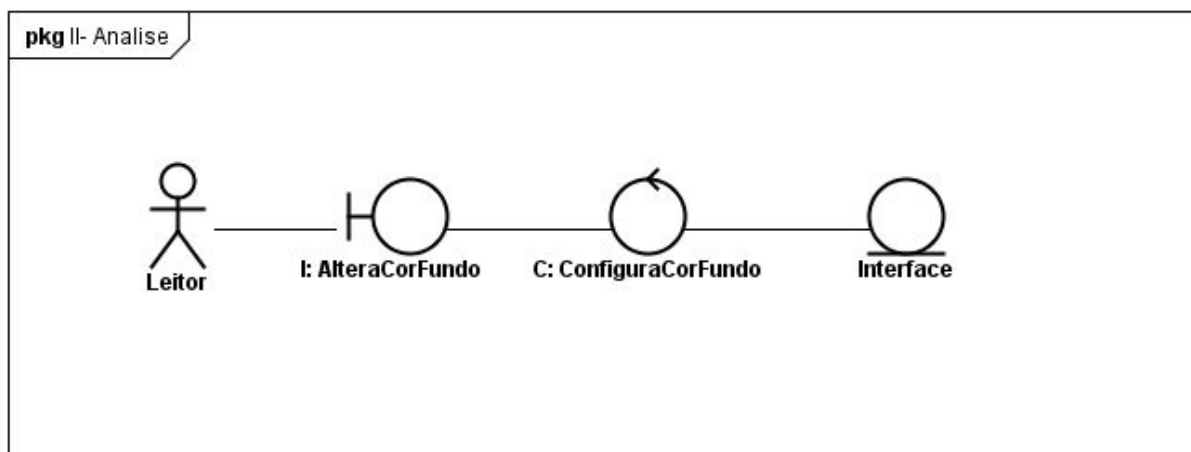 pkg II- Analise
Leitor
I: AlteraCorFundo
C: ConfiguraCorFundo
Interface